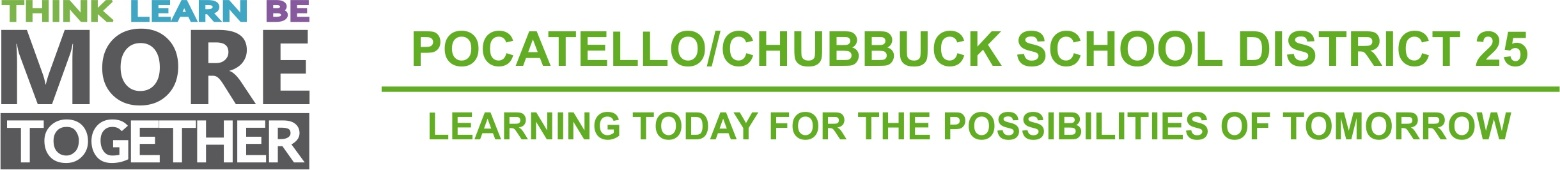 THINK LEARN BE
MORE
TOGETHER
POCATELLO/CHUBBUCK SCHOOL DISTRICT 25
LEARNING TODAY FOR THE POSSIBILITIES OF TOMORROW